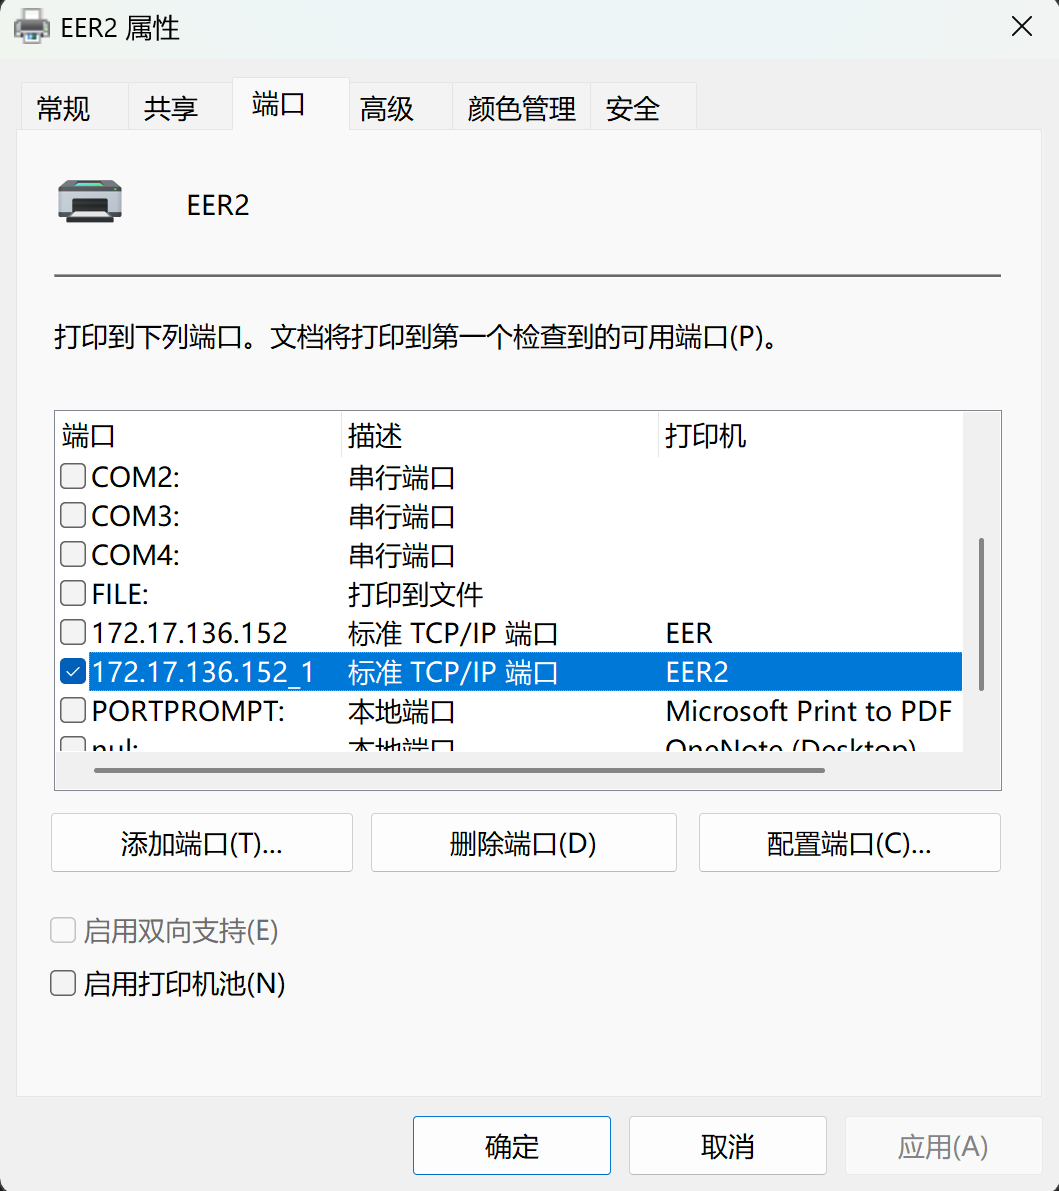 EER2 属性
常规 共享 端口 高级 颜色管理 安全
EER2
打印到下列端口。文档将打印到第一个检查到的可用端口(P)。
端口 描述 打印机
COM2: 串行端口
COM3: 串行端口
COM4: 串行端口
FILE: 打印到文件
172.17.136.152 标准 TCP/IP 端口 EER
172.17.136.152_1 标准 TCP/IP 端口 EER2
PORTPROMPT: 本地端口 Microsoft Print to PDF
nul: 本地端口 OneNote (Desktop)
添加端口(T)... 删除端口(D) 配置端口(C)...
启用双向支持(E)
启用打印机池(N)
确定 取消 应用(A)